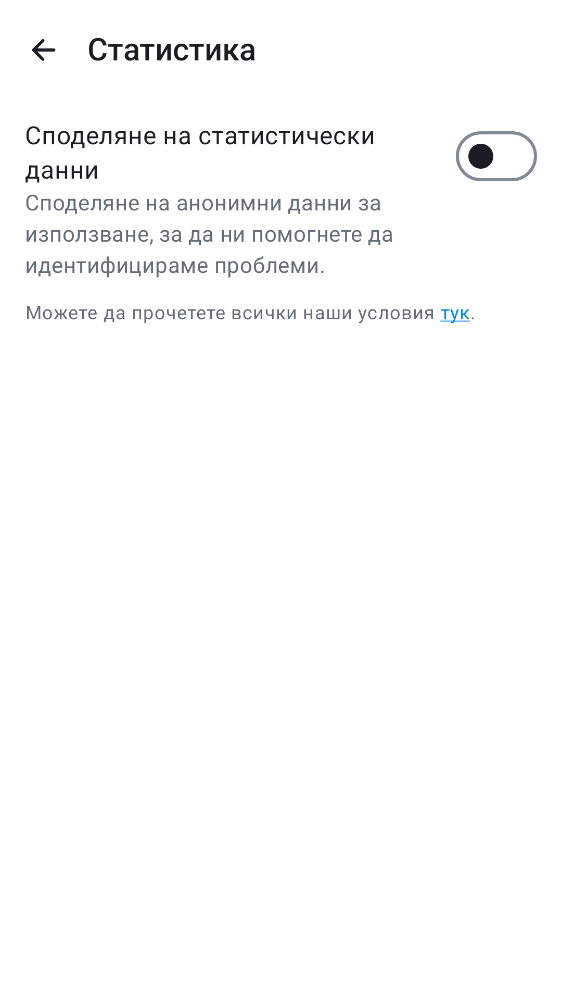 Статистика
Споделяне на статистически
данни
Споделяне на анонимни данни за
използване, за да ни помогнете да
идентифицираме проблеми.
Можете да прочетете всички наши условия тук.